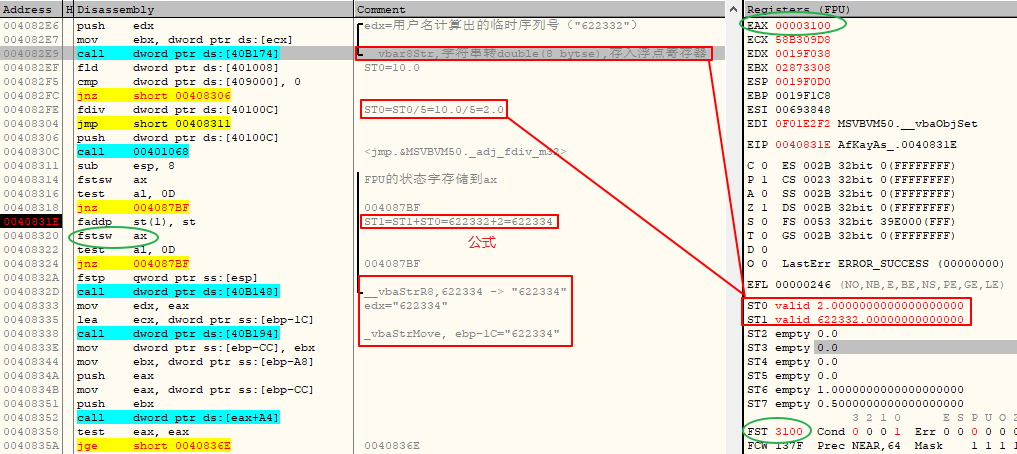 Address H Disassembly Comment Registers (FPU)
004082E6 push edx edx=用户名计算出的临时序列号（"622332"） EAX 00003100
004082E7 mov ebx, dword ptr ds:[ecx] ECX 58B309D8
004082E9 call dword ptr ds:[40B174] __vbar8Str,字符串转double(8 bytse),存入浮点寄存器 EDX 0019F038
004082EF fld dword ptr ds:[401008] ST0=10.0 EBX 02873308
004082F5 cmp dword ptr ds:[409000], 0 ESP 0019F0D0
004082FC jnz short 00408306 EBP 0019F1C8
004082FE fdiv dword ptr ds:[40100C] ST0=ST0/5=10.0/5=2.0 ESI 00693848
00408304 jmp short 00408311 EDI 0F01E2F2 MSVBVM50.__vbaObjSet
00408306 push dword ptr ds:[40100C]
0040830C call 00401068 <jmp.&MSVBVM50._adj_fdiv_m32> EIP 0040831E AfKayAs_.0040831E
00408311 sub esp, 8 C 0 ES 002B 32bit 0(FFFFFFFF)
00408314 fstsw ax FPU的状态字存储到ax P 1 CS 0023 32bit 0(FFFFFFFF)
00408316 test al, 0D A 0 SS 002B 32bit 0(FFFFFFFF)
00408318 jnz 004087BF 004087BF Z 1 DS 002B 32bit 0(FFFFFFFF)
0040831E faddp st(1), st ST1=ST1+ST0=622332+2=622334 S 0 FS 0053 32bit 39E000(FFF)
00408320 fstsw ax 公式 T 0 GS 002B 32bit 0(FFFFFFFF)
00408322 test al, 0D D 0
00408324 jnz 004087BF 004087BF O 0 LastErr ERROR_SUCCESS (00000000)
0040832A fstp qword ptr ss:[esp]
0040832D call dword ptr ds:[40B148] __vbaStrR8,622334 -> "622334" EFL 00000246 (NO,NB,E,BE,NS,PE,GE,LE)
00408333 mov edx, eax edx="622334" ST0 valid 2.0000000000000000000
00408335 lea ecx, dword ptr ss:[ebp-1C] ST1 valid 622332.00000000000000
00408338 call dword ptr ds:[40B194] _vbaStrMove, ebp-1C="622334" ST2 empty 0.0
0040833E mov dword ptr ss:[ebp-CC], ebx ST3 empty 0.0
00408344 mov ebx, dword ptr ss:[ebp-A8] ST4 empty 0.0
0040834A push eax ST5 empty 0.0
0040834B mov eax, dword ptr ss:[ebp-CC] ST6 empty 1.0000000000000000000
00408351 push ebx ST7 empty 0.5000000000000000000
00408352 call dword ptr ds:[eax+A4] 3 2 1 0 E S P U O Z
00408358 test eax, eax FST 3100 Cond 0 0 0 1 Err 0 0 0 0 0 0
0040835A jge short 0040836E 0040836E FCW 137F Prec NEAR,64 Mask 1 1 1 1